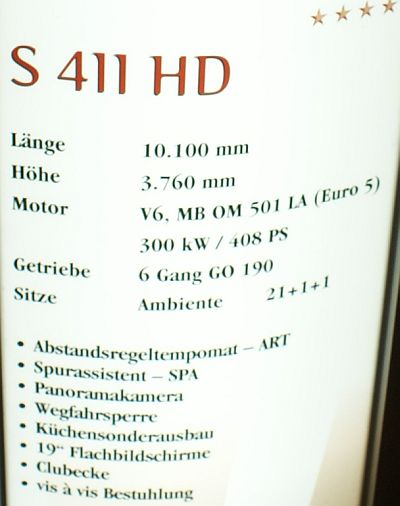 S 411 HD
Länge 10.100 mm
Höhe 3.760 mm
Motor V6, MB OM 501 LA (Euro 5)
300 kW / 408 PS
Getriebe 6 Gang GO 190
Sitze Ambiente 21+1+1
• Abstandsregeltempomat – ART
• Spurassistent – SPA
• Panoramakamera
• Wegfahrsperre
• Küchensonderausbau
• 19“ Flachbildschirme
• Clubecke
• vis à vis Bestuhlung